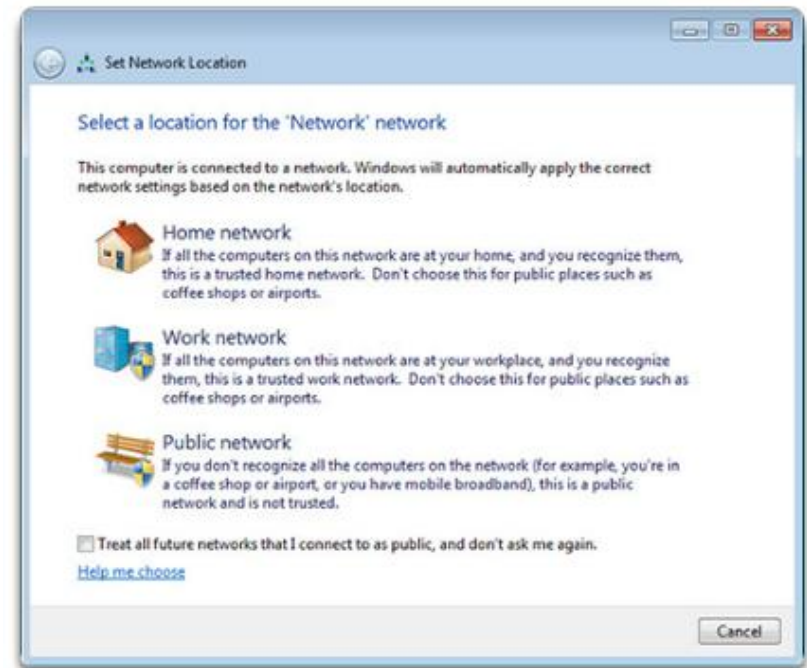 Set Network Location
Select a location for the 'Network' network
This computer is connected to a network. Windows will automatically apply the correct
network settings based on the network's location.
Home network
If all the computers on this network are at your home, and you recognize them,
this is a trusted home network.  Don't choose this for public places such as
coffee shops or airports.
Work network
If all the computers on this network are at your workplace, and you recognize
them, this is a trusted work network.  Don't choose this for public places such as
coffee shops or airports.
Public network
If you don't recognize all the computers on the network (for example, you're in
a coffee shop or airport, or you have mobile broadband), this is a public
network and is not trusted.
Treat all future networks that I connect to as public, and don't ask me again.
Help me choose
Cancel